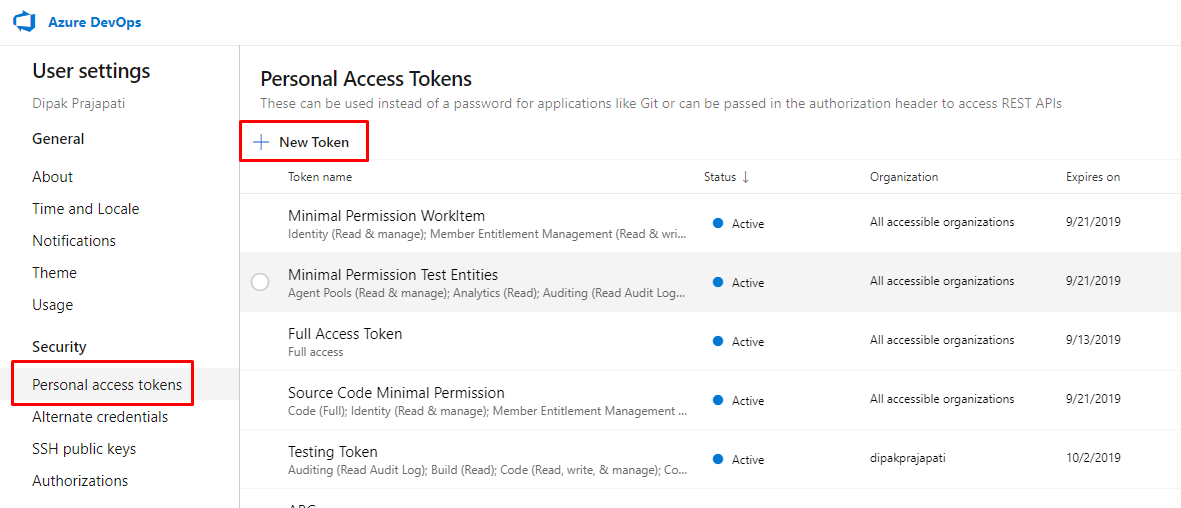 Azure DevOps
User settings
Dipak Prajapati
General
About
Time and Locale
Notifications
Theme
Usage
Security
Personal access tokens
Alternate credentials
SSH public keys
Authorizations
Personal Access Tokens
These can be used instead of a password for applications like Git or can be passed in the authorization header to access REST APIs
New Token
Token name Status ↓ Organization Expires on
Minimal Permission WorkItem Active All accessible organizations 9/21/2019
Identity (Read & manage); Member Entitlement Management (Read & wri...
Minimal Permission Test Entities Active All accessible organizations 9/21/2019
Agent Pools (Read & manage); Analytics (Read); Auditing (Read Audit Log...
Full Access Token Active All accessible organizations 9/13/2019
Full access
Source Code Minimal Permission Active All accessible organizations 9/21/2019
Code (Full); Identity (Read & manage); Member Entitlement Management ...
Testing Token Active dipakprajapati 10/2/2019
Auditing (Read Audit Log); Build (Read); Code (Read, write, & manage); Co...